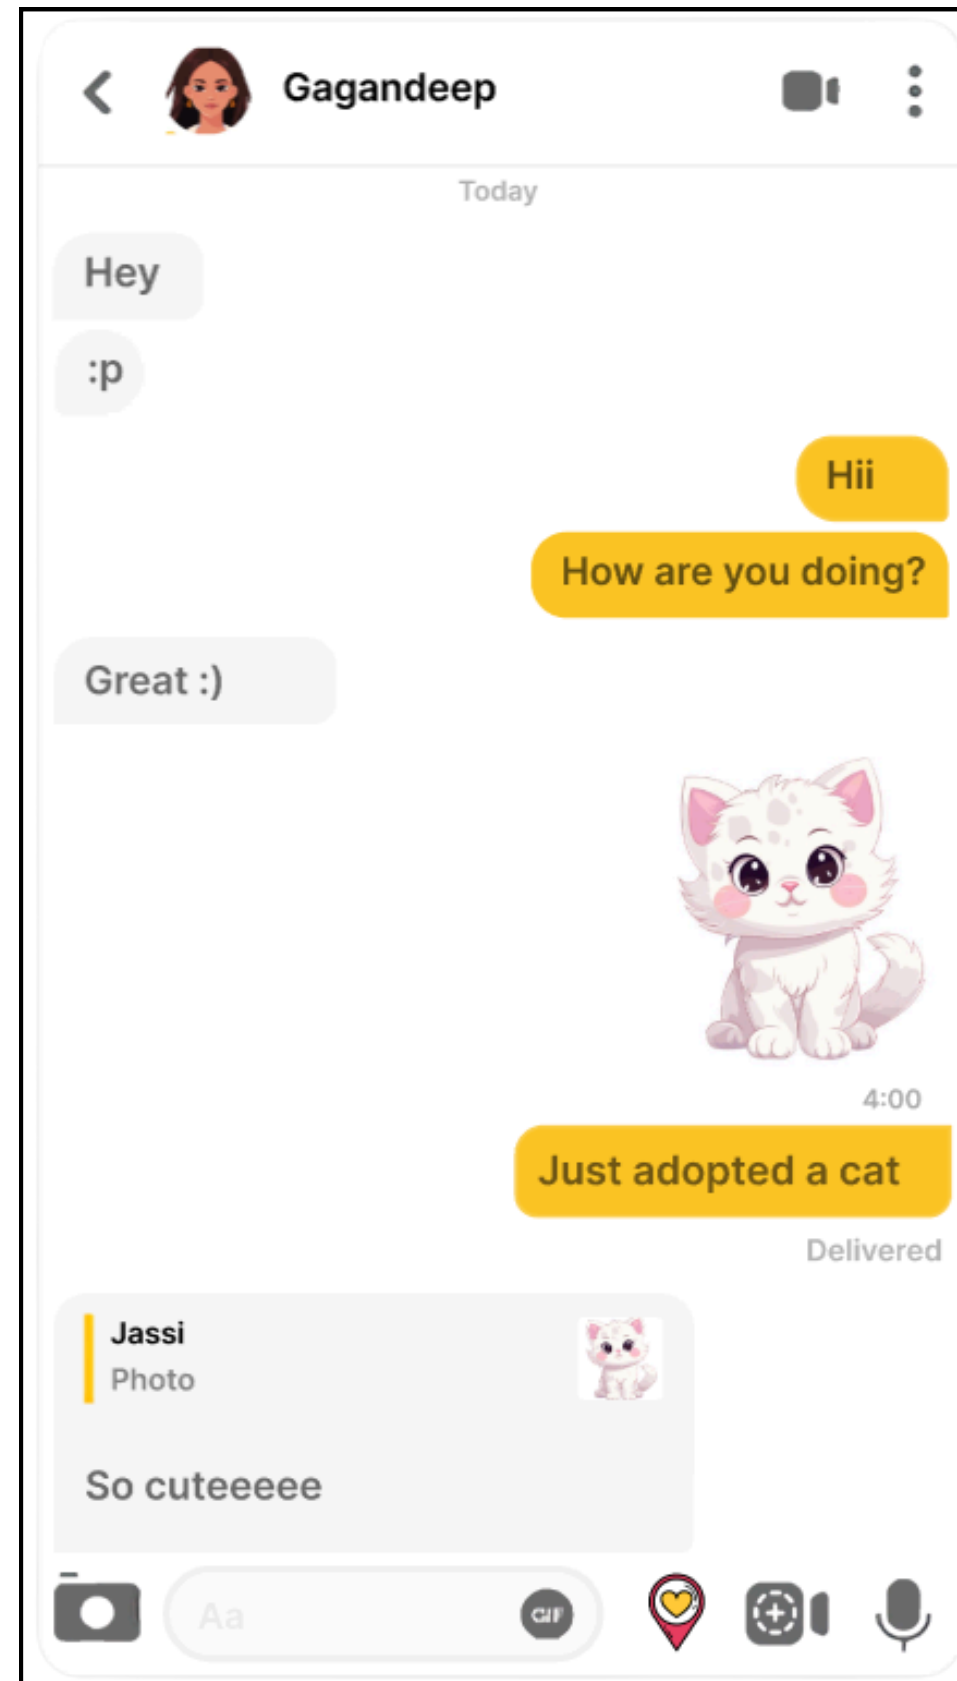 Gagandeep
Today
Hey
:p
Hii
How are you doing?
Great :)
4:00
Just adopted a cat
Delivered
Jassi
Photo
So cuteeeee
Aa
GIF